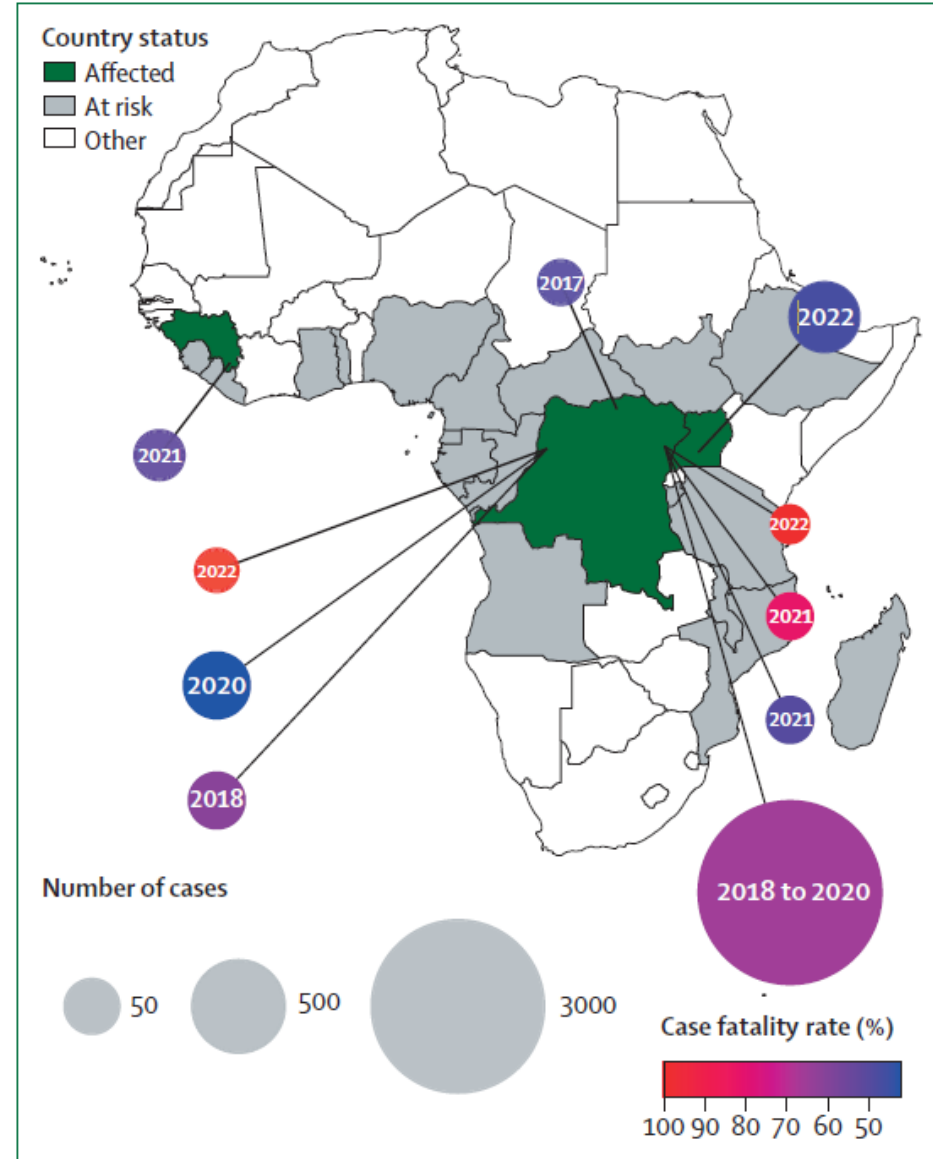 Country status
Affected
At risk
Other
2017
2022
2021
2022
2022
2021
2020
2021
2018
2018 to 2020
Number of cases
50
500
3000
Case fatality rate (%)
100 90 80 70 60 50